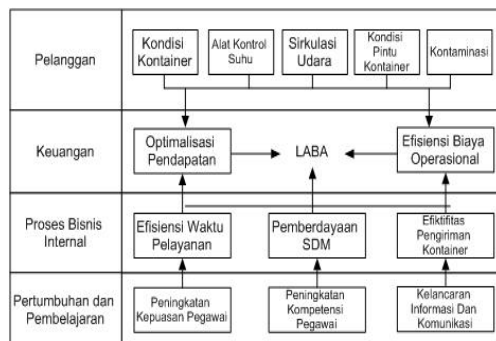 Pelanggan
Kondisi
Kontainer
Alat Kontrol
Suhu
Sirkulasi
Udara
Kondisi
Pintu
Kontainer
Kontaminasi
Keuangan
Optimalisasi
Pendapatan
LABA
Efisiensi Biaya
Operasional
Proses Bisnis
Internal
Efisiensi Waktu
Pelayanan
Pemberdayaan
SDM
Efiktifitas
Pengiriman
Kontainer
Pertumbuhan dan
Pembelajaran
Peningkatan
Kepuasan Pegawai
Peningkatan
Kompetensi
Pegawai
Kelancaran
Informasi Dan
Komunikasi